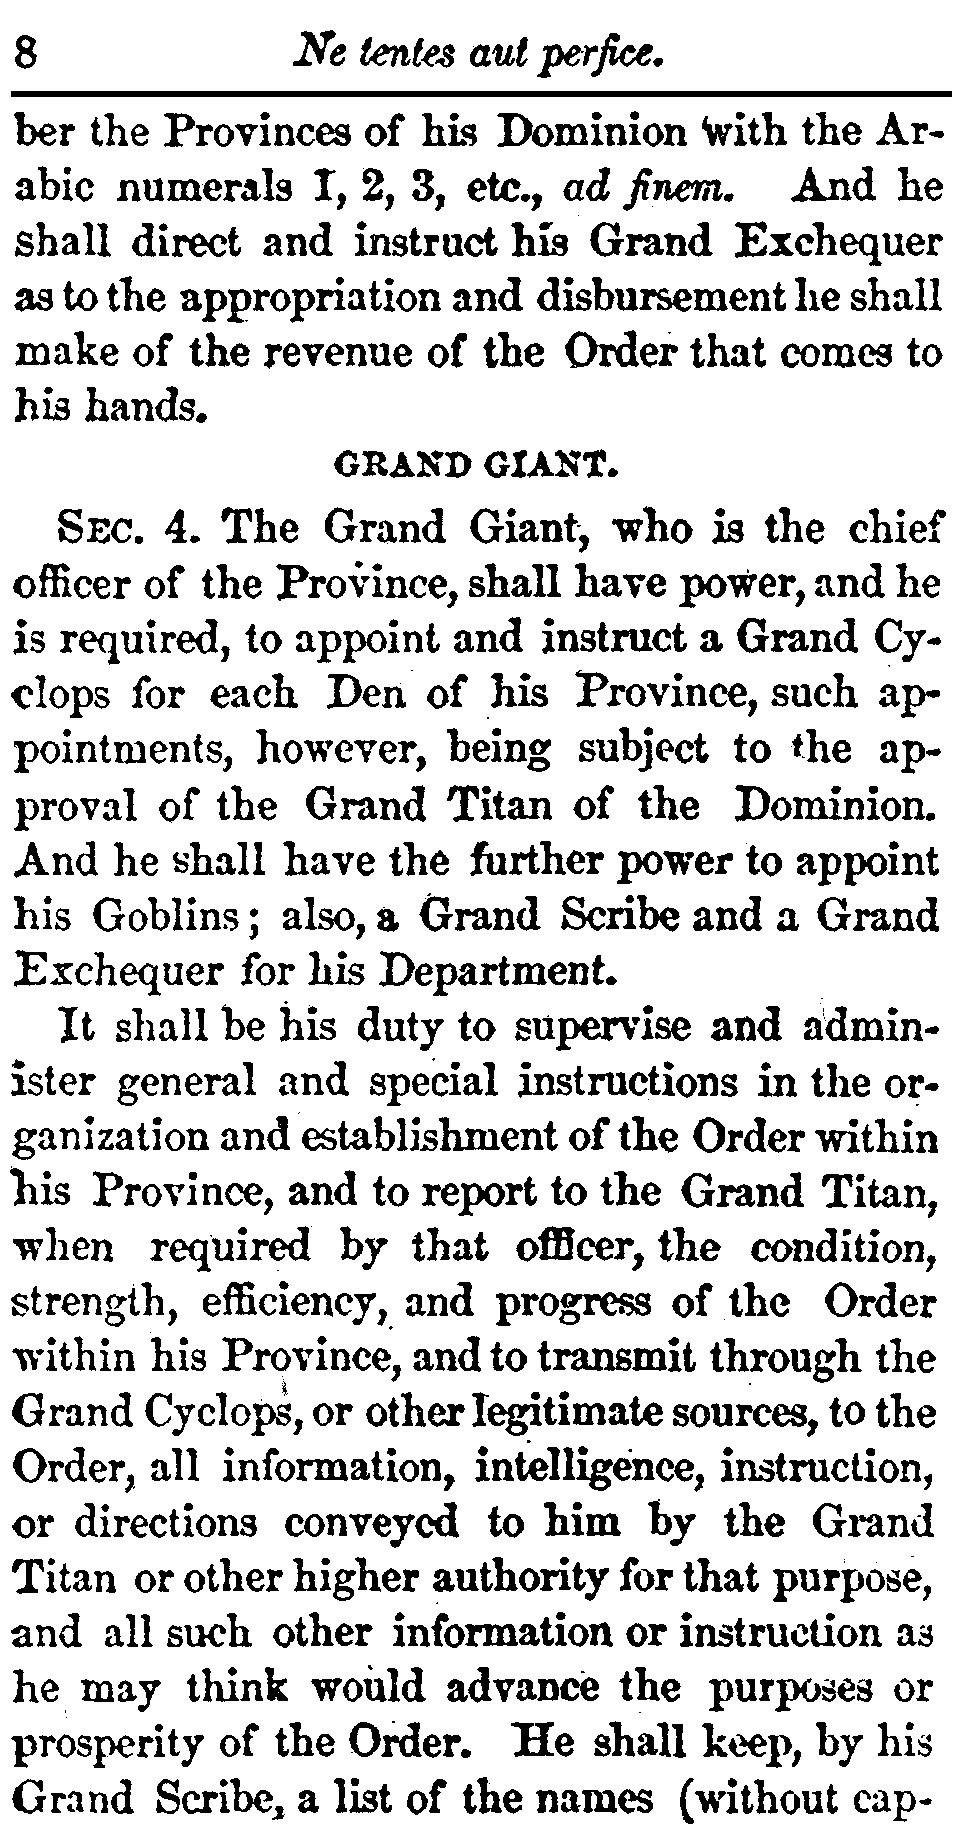 8 Ne tentes aut perfice.
ber the Provinces of his Dominion with the Ar-
abic numerals 1, 2, 3, etc., ad finem. And he
shall direct and instruct his Grand Exchequer
as to the appropriation and disbursement he shall
make of the revenue of the Order that comes to
his hands.
GRAND GIANT.
SEC. 4. The Grand Giant, who is the chief
officer of the Province, shall have power, and he
is required, to appoint and instruct a Grand Cy-
clops for each Den of his Province, such ap-
pointments, however, being subject to the ap-
proval of the Grand Titan of the Dominion.
And he shall have the further power to appoint
his Goblins; also, a Grand Scribe and a Grand
Exchequer for his Department.
It shall be his duty to supervise and admin-
ister general and special instructions in the or-
ganization and establishment of the Order within
his Province, and to report to the Grand Titan,
when required by that officer, the condition,
strength, efficiency, and progress of the Order
within his Province, and to transmit through the
Grand Cyclops, or other legitimate sources, to the
Order, all information, intelligence, instruction,
or directions conveyed to him by the Grand
Titan or other higher authority for that purpose,
and all such other information or instruction as
he may think would advance the purposes or
prosperity of the Order. He shall keep, by his
Grand Scribe, a list of the names (without cap-